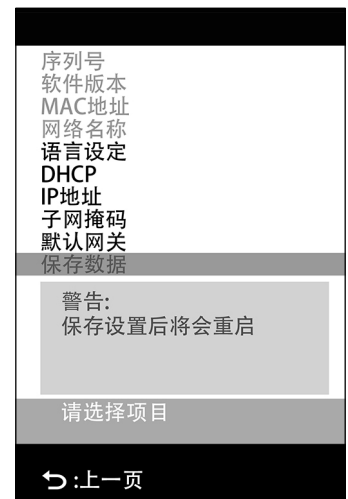 序列号
软件版本
MAC地址
网络名称
语言设定
DHCP
IP地址
子网掩码
默认网关
保存数据
警告:
保存设置后将会重启
请选择项目
:上一页